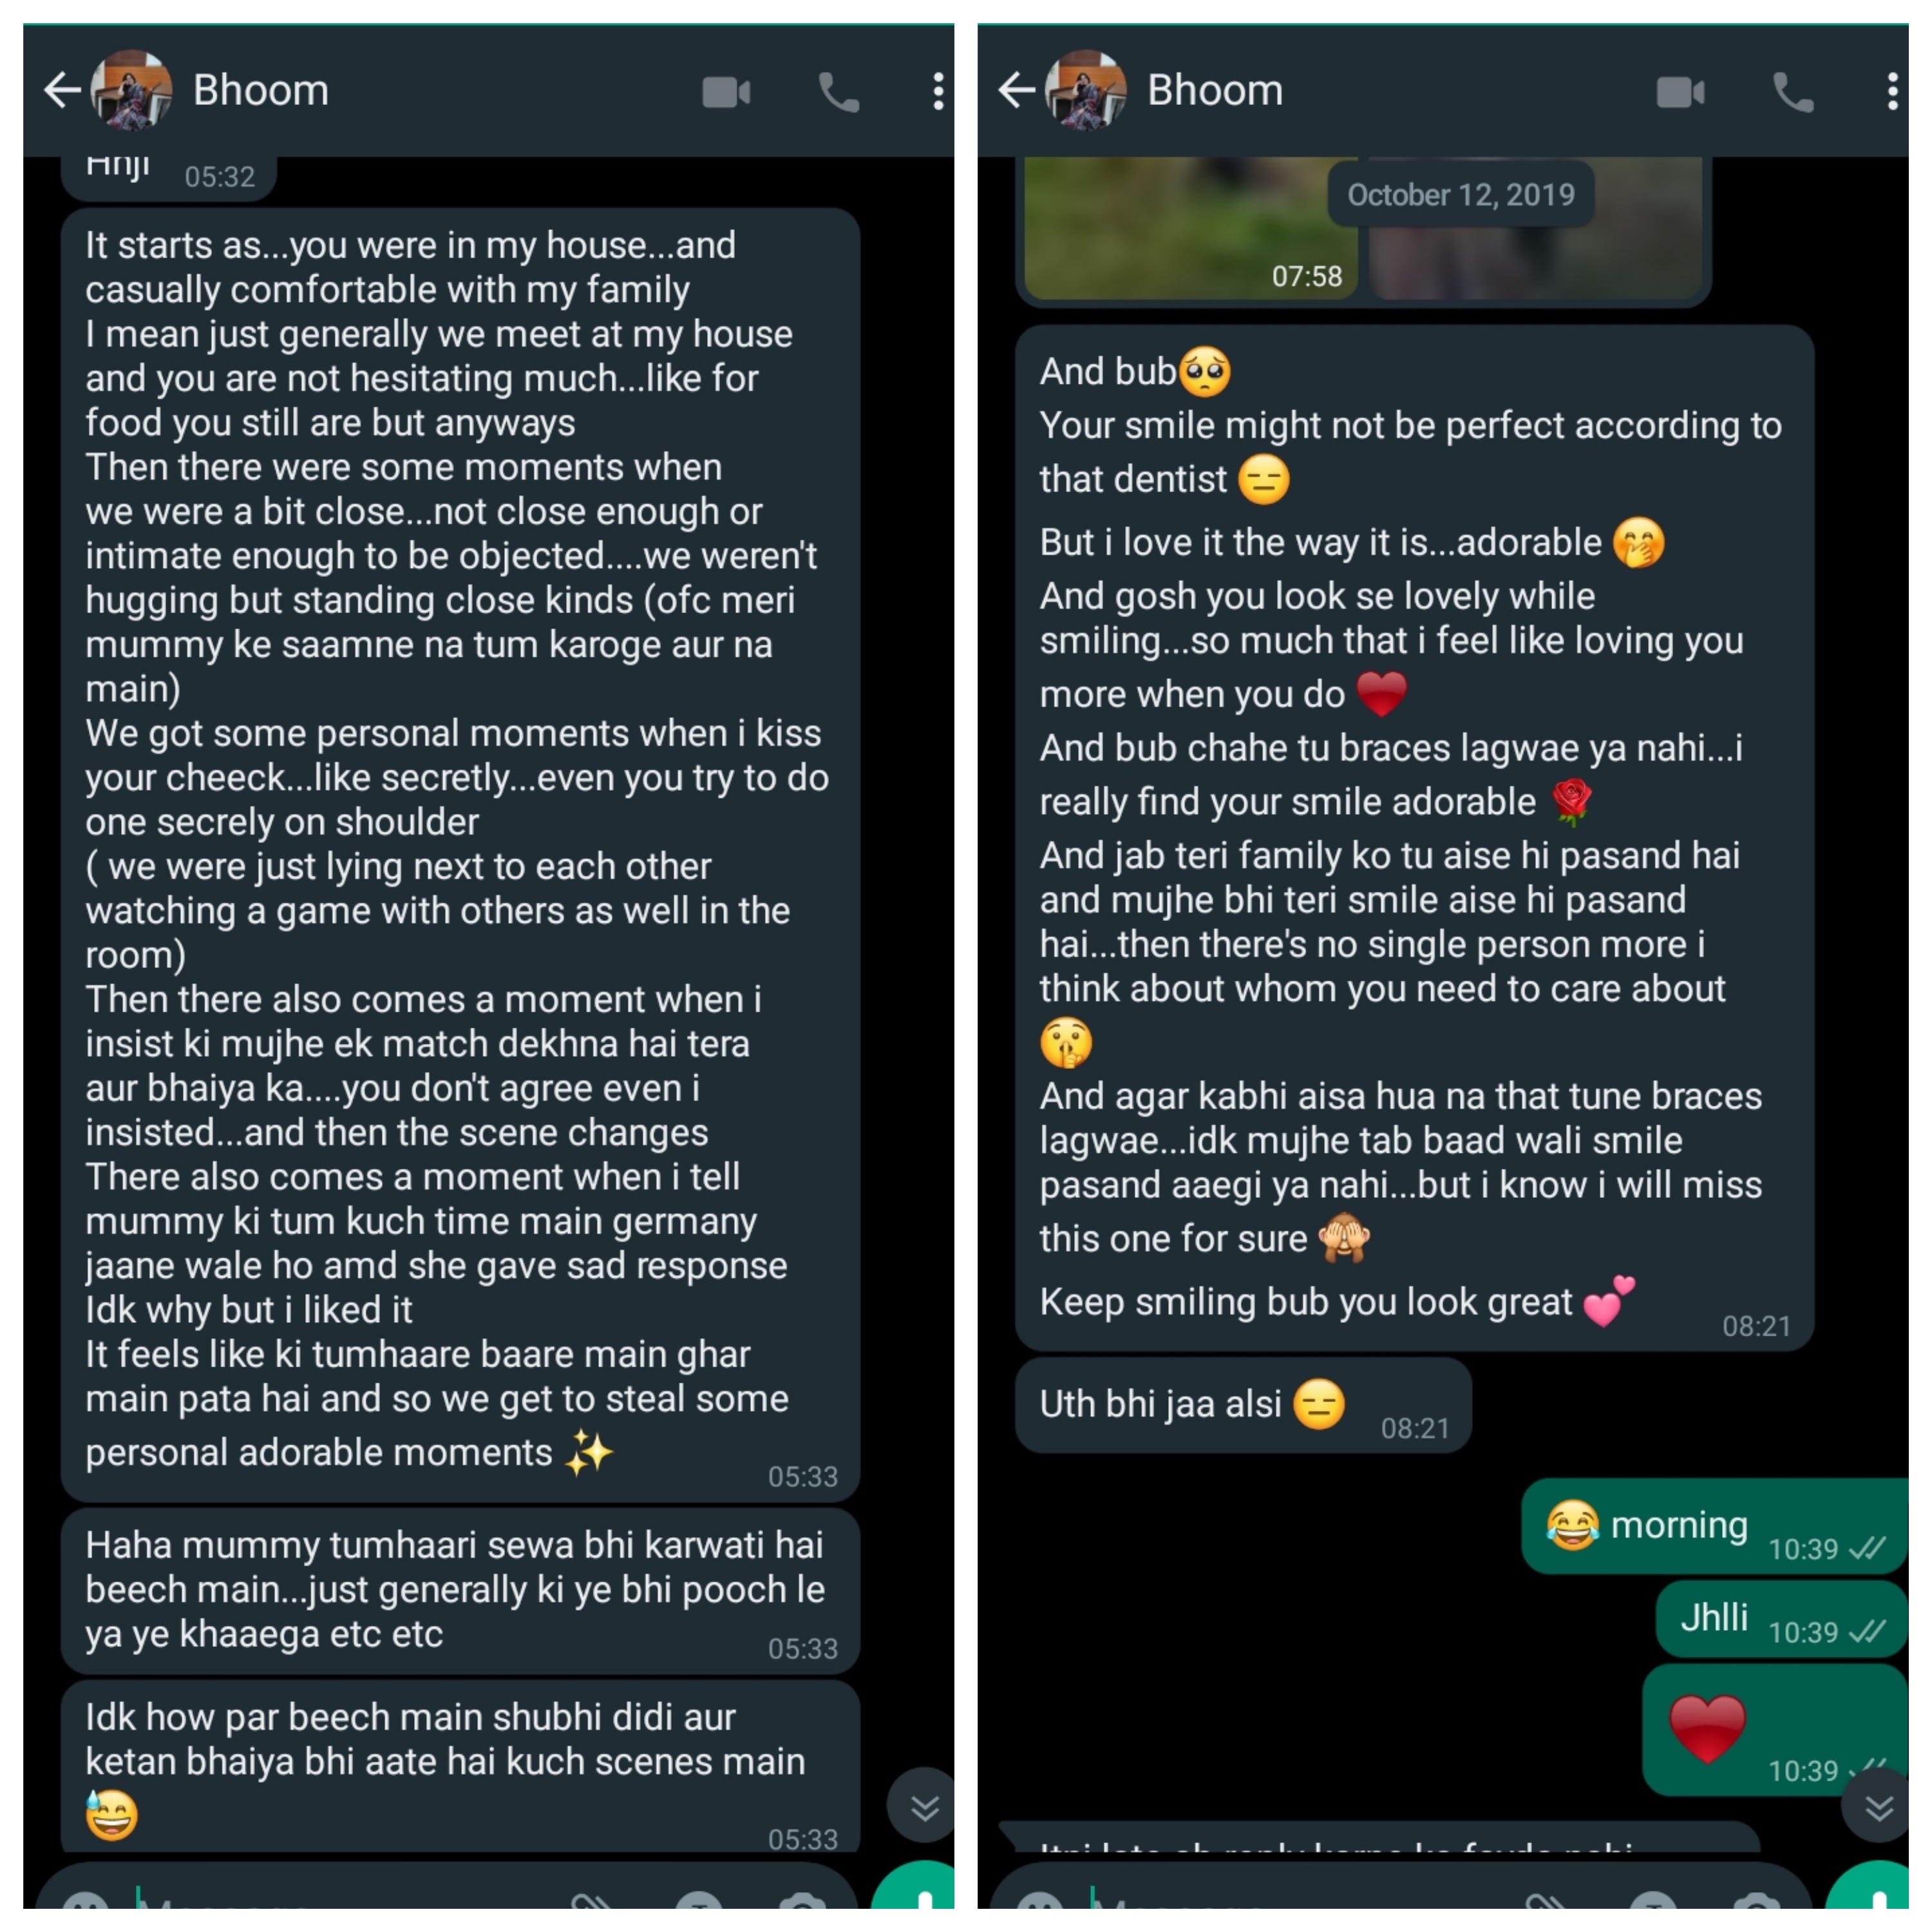 Bhoom
Hnji 05:32
It starts as...you were in my house...and
casually comfortable with my family
I mean just generally we meet at my house
and you are not hesitating much...like for
food you still are but anyways
Then there were some moments when
we were a bit close...not close enough or
intimate enough to be objected....we weren't
hugging but standing close kinds (ofc meri
mummy ke saamne na tum karoge aur na
main)
We got some personal moments when i kiss
your cheeck...like secretly...even you try to do
one secrely on shoulder
( we were just lying next to each other
watching a game with others as well in the
room)
Then there also comes a moment when i
insist ki mujhe ek match dekhna hai tera
aur bhaiya ka....you don't agree even i
insisted...and then the scene changes
There also comes a moment when i tell
mummy ki tum kuch time main germany
jaane wale ho amd she gave sad response
Idk why but i liked it
It feels like ki tumhaare baare main ghar
main pata hai and so we get to steal some
personal adorable moments ✨
05:33
Haha mummy tumhaari sewa bhi karwati hai
beech main...just generally ki ye bhi pooch le
ya ye khaaega etc etc
05:33
Idk how par beech main shubhi didi aur
ketan bhaiya bhi aate hai kuch scenes main
😅
05:33
Message
Bhoom
October 12, 2019
07:58
And bub🥺
Your smile might not be perfect according to
that dentist 😑
But i love it the way it is...adorable 🤭
And gosh you look se lovely while
smiling...so much that i feel like loving you
more when you do ❤️
And bub chahe tu braces lagwae ya nahi...i
really find your smile adorable 🌹
And jab teri family ko tu aise hi pasand hai
and mujhe bhi teri smile aise hi pasand
hai...then there's no single person more i
think about whom you need to care about
🤫
And agar kabhi aisa hua na that tune braces
lagwae...idk mujhe tab baad wali smile
pasand aaegi ya nahi...but i know i will miss
this one for sure 🙈
Keep smiling bub you look great 💕
08:21
Uth bhi jaa alsi 😑 08:21
😂 morning 10:39
Jhlli 10:39
❤️
10:39
Itni late ab reply karne ka fayda nahi
Message